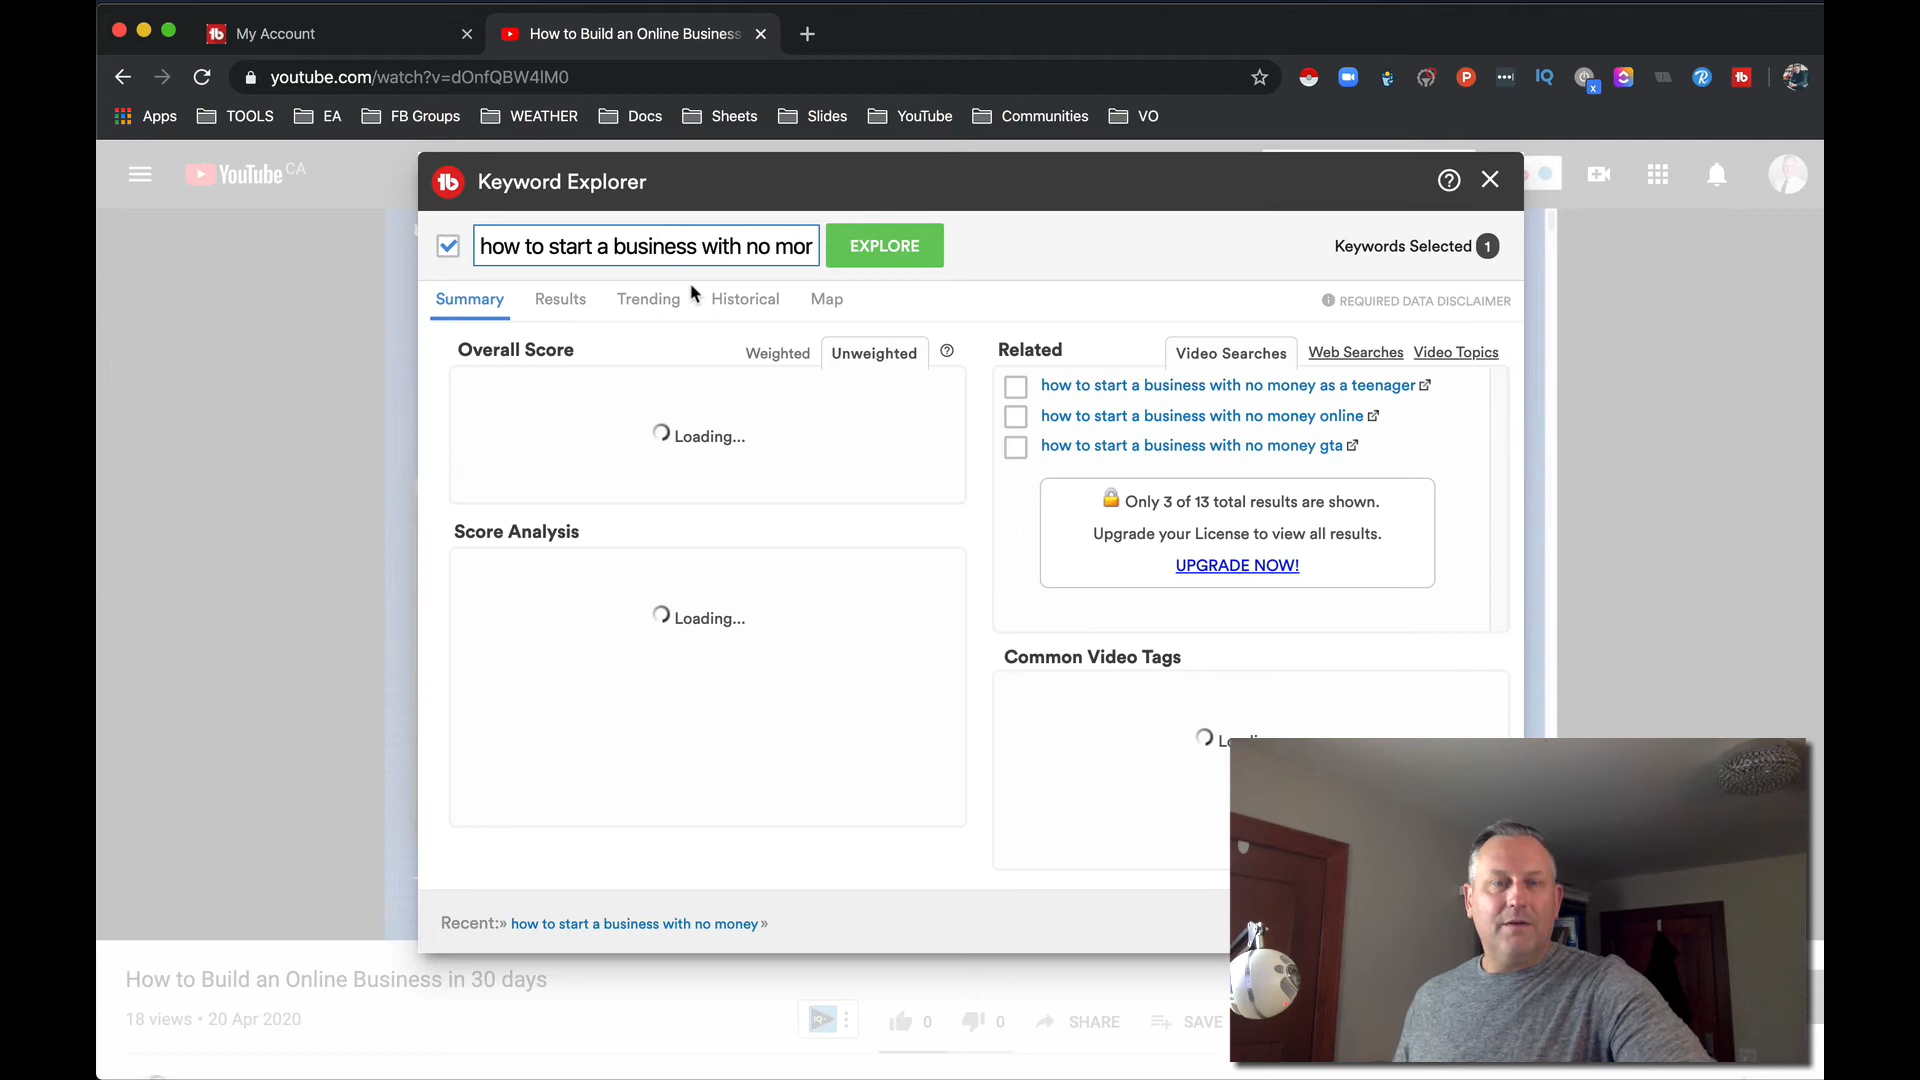 My Account
How to Build an Online Business
youtube.com/watch?v=dOnfQBW4lM0
Apps TOOLS EA FB Groups WEATHER Docs Sheets Slides YouTube Communities VO
YouTube CA
Keyword Explorer
how to start a business with no mor
EXPLORE
Keywords Selected 1
Summary Results Trending Historical Map
REQUIRED DATA DISCLAIMER
Overall Score
Weighted
Unweighted
Loading...
Score Analysis
Loading...
Related
Video Searches
Web Searches
Video Topics
how to start a business with no money as a teenager
how to start a business with no money online
how to start a business with no money gta
Only 3 of 13 total results are shown.
Upgrade your License to view all results.
UPGRADE NOW!
Common Video Tags
Recent:» how to start a business with no money »
How to Build an Online Business in 30 days
18 views • 20 Apr 2020
0 0 SHARE SAVE